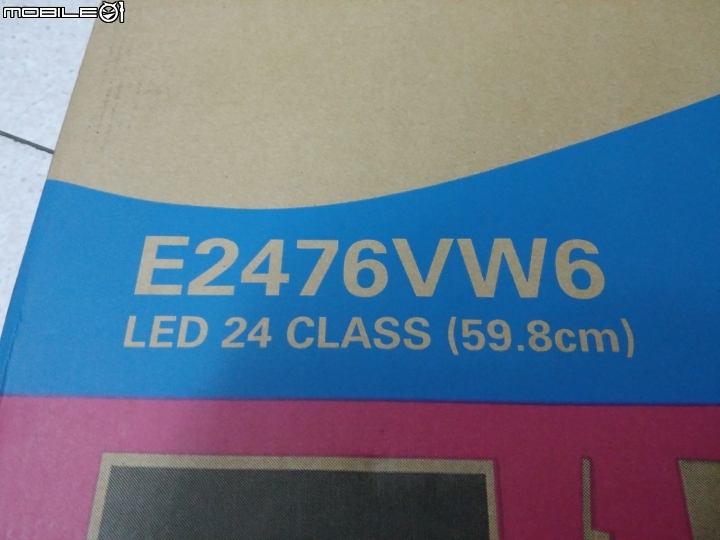 MOBILE01
E2476VW6
LED 24 CLASS (59.8cm)